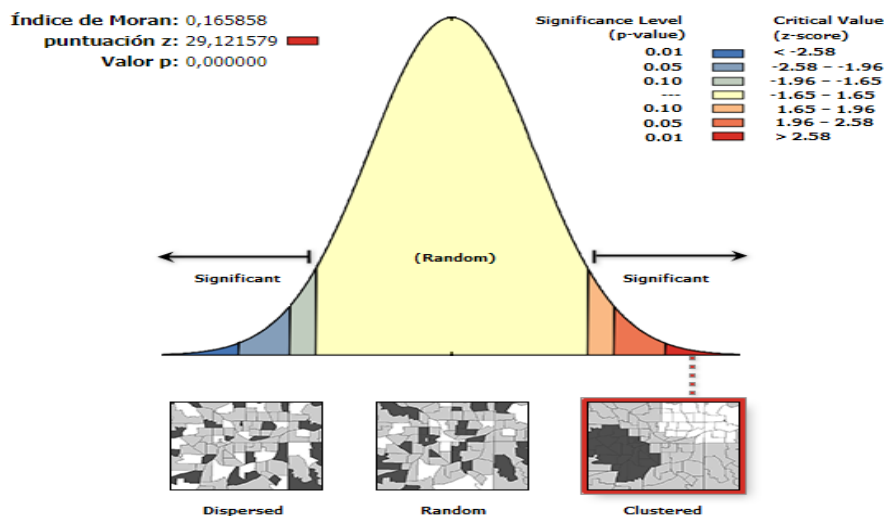 Índice de Moran: 0,165858
puntuación z: 29,121579
Valor p: 0,000000
Significance Level
(p-value)
Critical Value
(z-score)
0.01 < -2.58
0.05 -2.58 – -1.96
0.10 -1.96 – -1.65
--- -1.65 – 1.65
0.10 1.65 – 1.96
0.05 1.96 – 2.58
0.01 > 2.58
Significant
(Random)
Significant
Dispersed
Random
Clustered